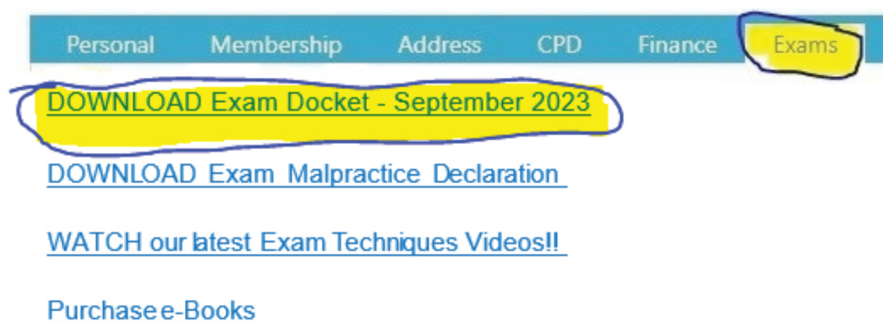 Personal Membership Address CPD Finance Exams
DOWNLOAD Exam Docket - September 2023
DOWNLOAD Exam Malpractice Declaration
WATCH our latest Exam Techniques Videos!!
Purchase e-Books